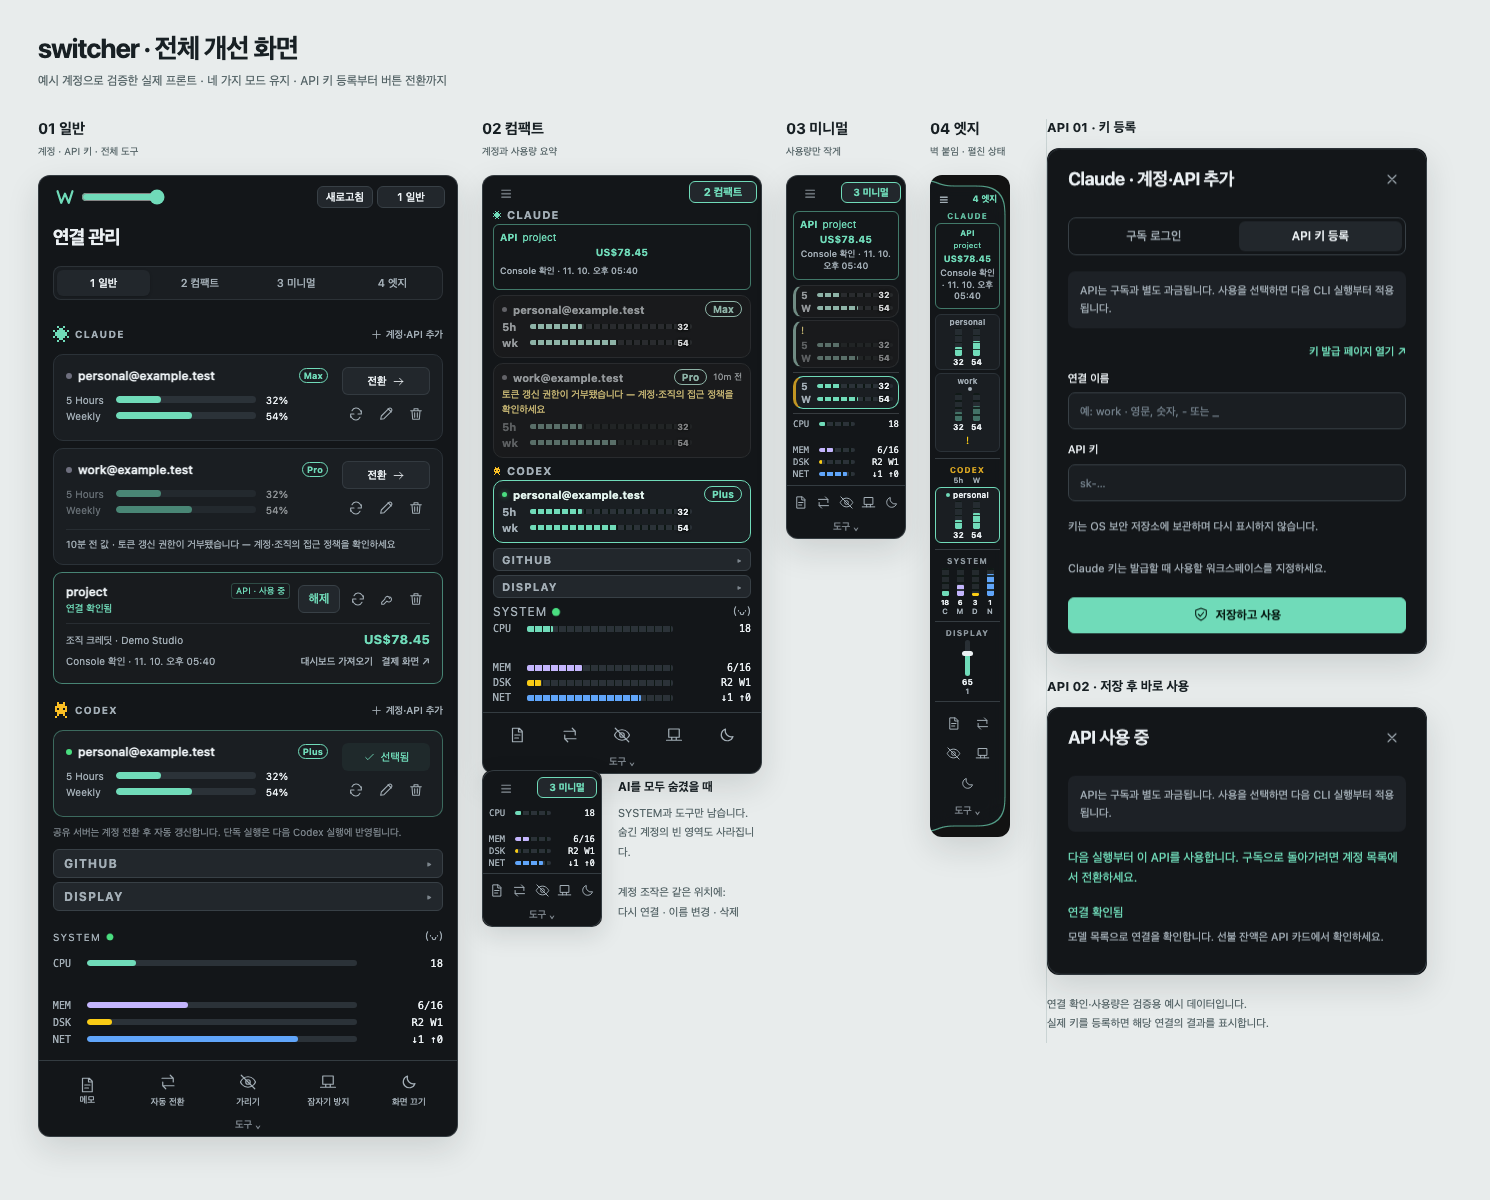 switcher · 전체 개선 화면
예시 계정으로 검증한 실제 프론트 · 네 가지 모드 유지 · API 키 등록부터 버튼 전환까지
01 일반
계정 · API 키 · 전체 도구
W
새로고침
1 일반
연결 관리
1 일반
2 컴팩트
3 미니멀
4 엣지
CLAUDE
+ 계정·API 추가
personal@example.test
Max
전환 →
5 Hours
32%
Weekly
54%
work@example.test
Pro
전환 →
5 Hours
32%
Weekly
54%
10분 전 값 · 토큰 갱신 권한이 거부됐습니다 — 계정·조직의 접근 정책을 확인하세요
project
API · 사용 중
해제
연결 확인됨
조직 크레딧 · Demo Studio
US$78.45
Console 확인 · 11. 10. 오후 05:40
대시보드 가져오기
결제 화면 ↗
CODEX
+ 계정·API 추가
personal@example.test
Plus
✓ 선택됨
5 Hours
32%
Weekly
54%
공유 서버는 계정 전환 후 자동 갱신합니다. 단독 실행은 다음 Codex 실행에 반영됩니다.
GITHUB
DISPLAY
SYSTEM
CPU
18
MEM
6/16
DSK
R2 W1
NET
↓1 ↑0
메모
자동 전환
가리기
잠자기 방지
화면 끄기
도구
02 컴팩트
계정과 사용량 요약
2 컴팩트
CLAUDE
API project
US$78.45
Console 확인 · 11. 10. 오후 05:40
personal@example.test
Max
5h
32
wk
54
work@example.test
Pro
10m 전
토큰 갱신 권한이 거부됐습니다 — 계정·조직의 접근 정책을
확인하세요
5h
32
wk
54
CODEX
personal@example.test
Plus
5h
32
wk
54
GITHUB
DISPLAY
SYSTEM
CPU
18
MEM
6/16
DSK
R2 W1
NET
↓1 ↑0
도구
3 미니멀
CPU
18
MEM
6/16
DSK
R2 W1
NET
↓1 ↑0
도구
AI를 모두 숨겼을 때
SYSTEM과 도구만 남습니다.
숨긴 계정의 빈 영역도 사라집니
다.
계정 조작은 같은 위치에:
다시 연결 · 이름 변경 · 삭제
03 미니멀
사용량만 작게
3 미니멀
API project
US$78.45
Console 확인 · 11. 10.
오후 05:40
5
32
W
54
!
5
32
W
54
5
32
W
54
CPU
18
MEM
6/16
DSK
R2 W1
NET
↓1 ↑0
도구
04 엣지
벽 붙임 · 펼친 상태
4 엣지
CLAUDE
API
project
US$78.45
Console 확인
· 11. 10. 오후
05:40
personal
32 54
work
32 54
!
CODEX
5h W
personal
32 54
SYSTEM
18 6 3 1
C M D N
DISPLAY
65
1
도구
API 01 · 키 등록
Claude · 계정·API 추가
구독 로그인
API 키 등록
API는 구독과 별도 과금됩니다. 사용을 선택하면 다음 CLI 실행부터 적용
됩니다.
키 발급 페이지 열기 ↗
연결 이름
예: work · 영문, 숫자, - 또는 _
API 키
sk-...
키는 OS 보안 저장소에 보관하며 다시 표시하지 않습니다.
Claude 키는 발급할 때 사용할 워크스페이스를 지정하세요.
저장하고 사용
API 02 · 저장 후 바로 사용
API 사용 중
API는 구독과 별도 과금됩니다. 사용을 선택하면 다음 CLI 실행부터 적용
됩니다.
다음 실행부터 이 API를 사용합니다. 구독으로 돌아가려면 계정 목록에
서 전환하세요.
연결 확인됨
모델 목록으로 연결을 확인합니다. 선불 잔액은 API 카드에서 확인하세요.
연결 확인·사용량은 검증용 예시 데이터입니다.
실제 키를 등록하면 해당 연결의 결과를 표시합니다.